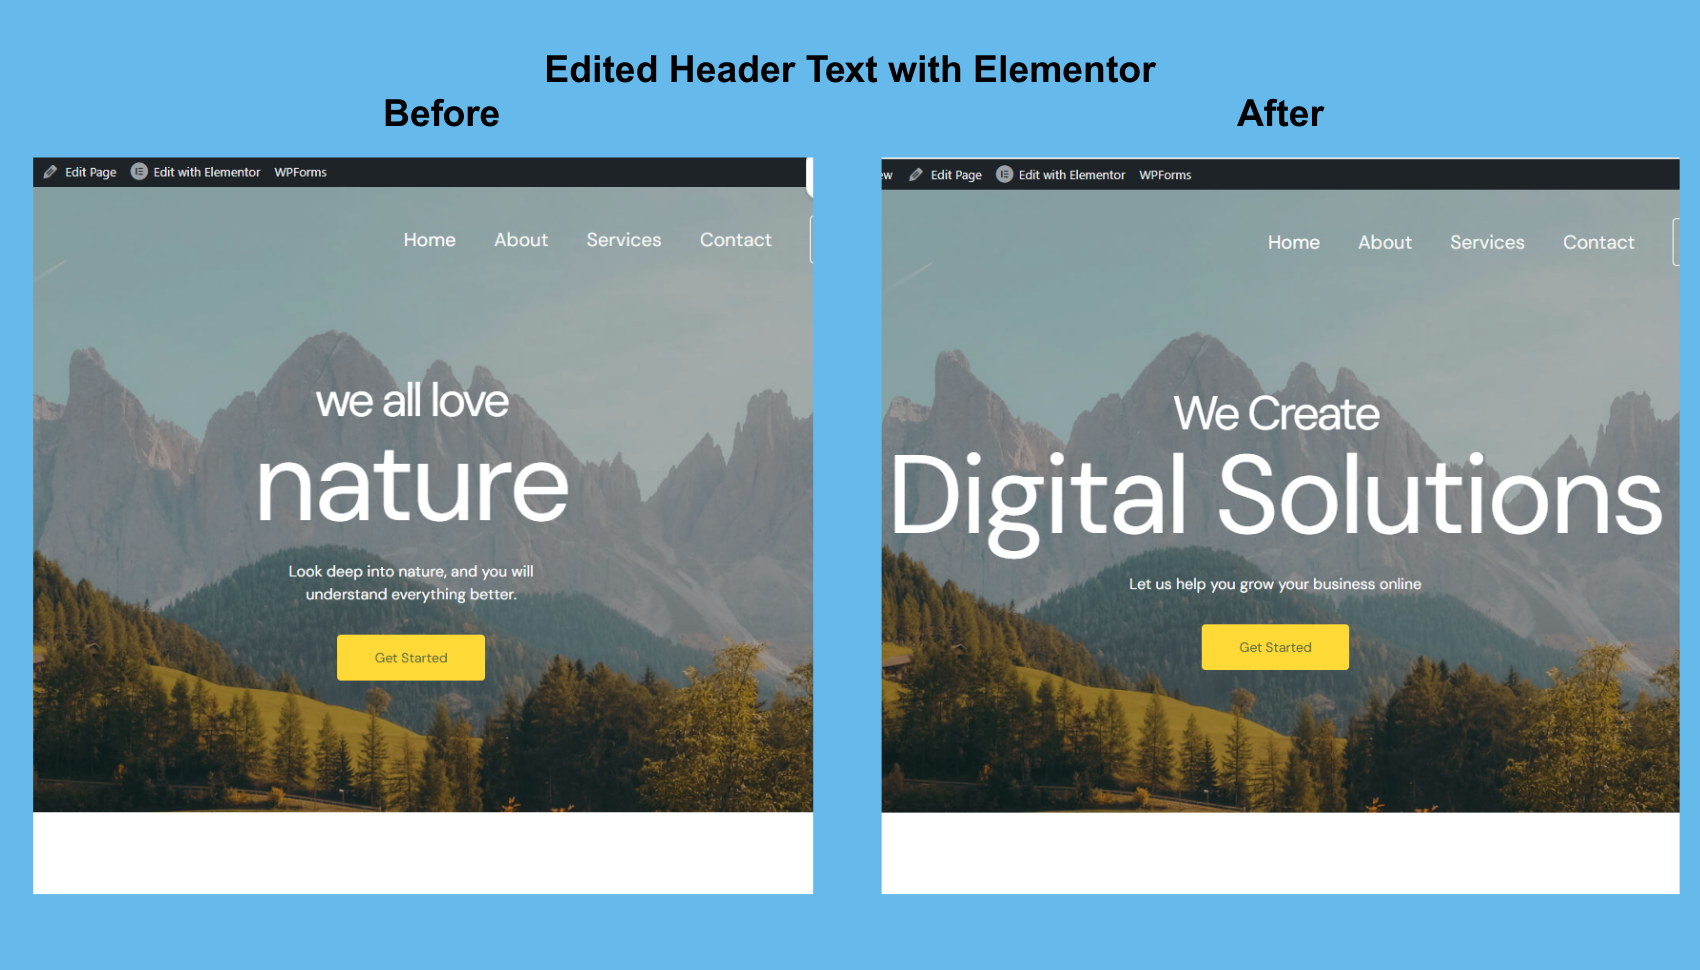 Edited Header Text with Elementor
Before
After
Edit Page Edit with Elementor WPForms
Home About Services Contact
we all love
nature
Look deep into nature, and you will
understand everything better.
Get Started
ew Edit Page Edit with Elementor WPForms
Home About Services Contact
We Create
Digital Solutions
Let us help you grow your business online
Get Started